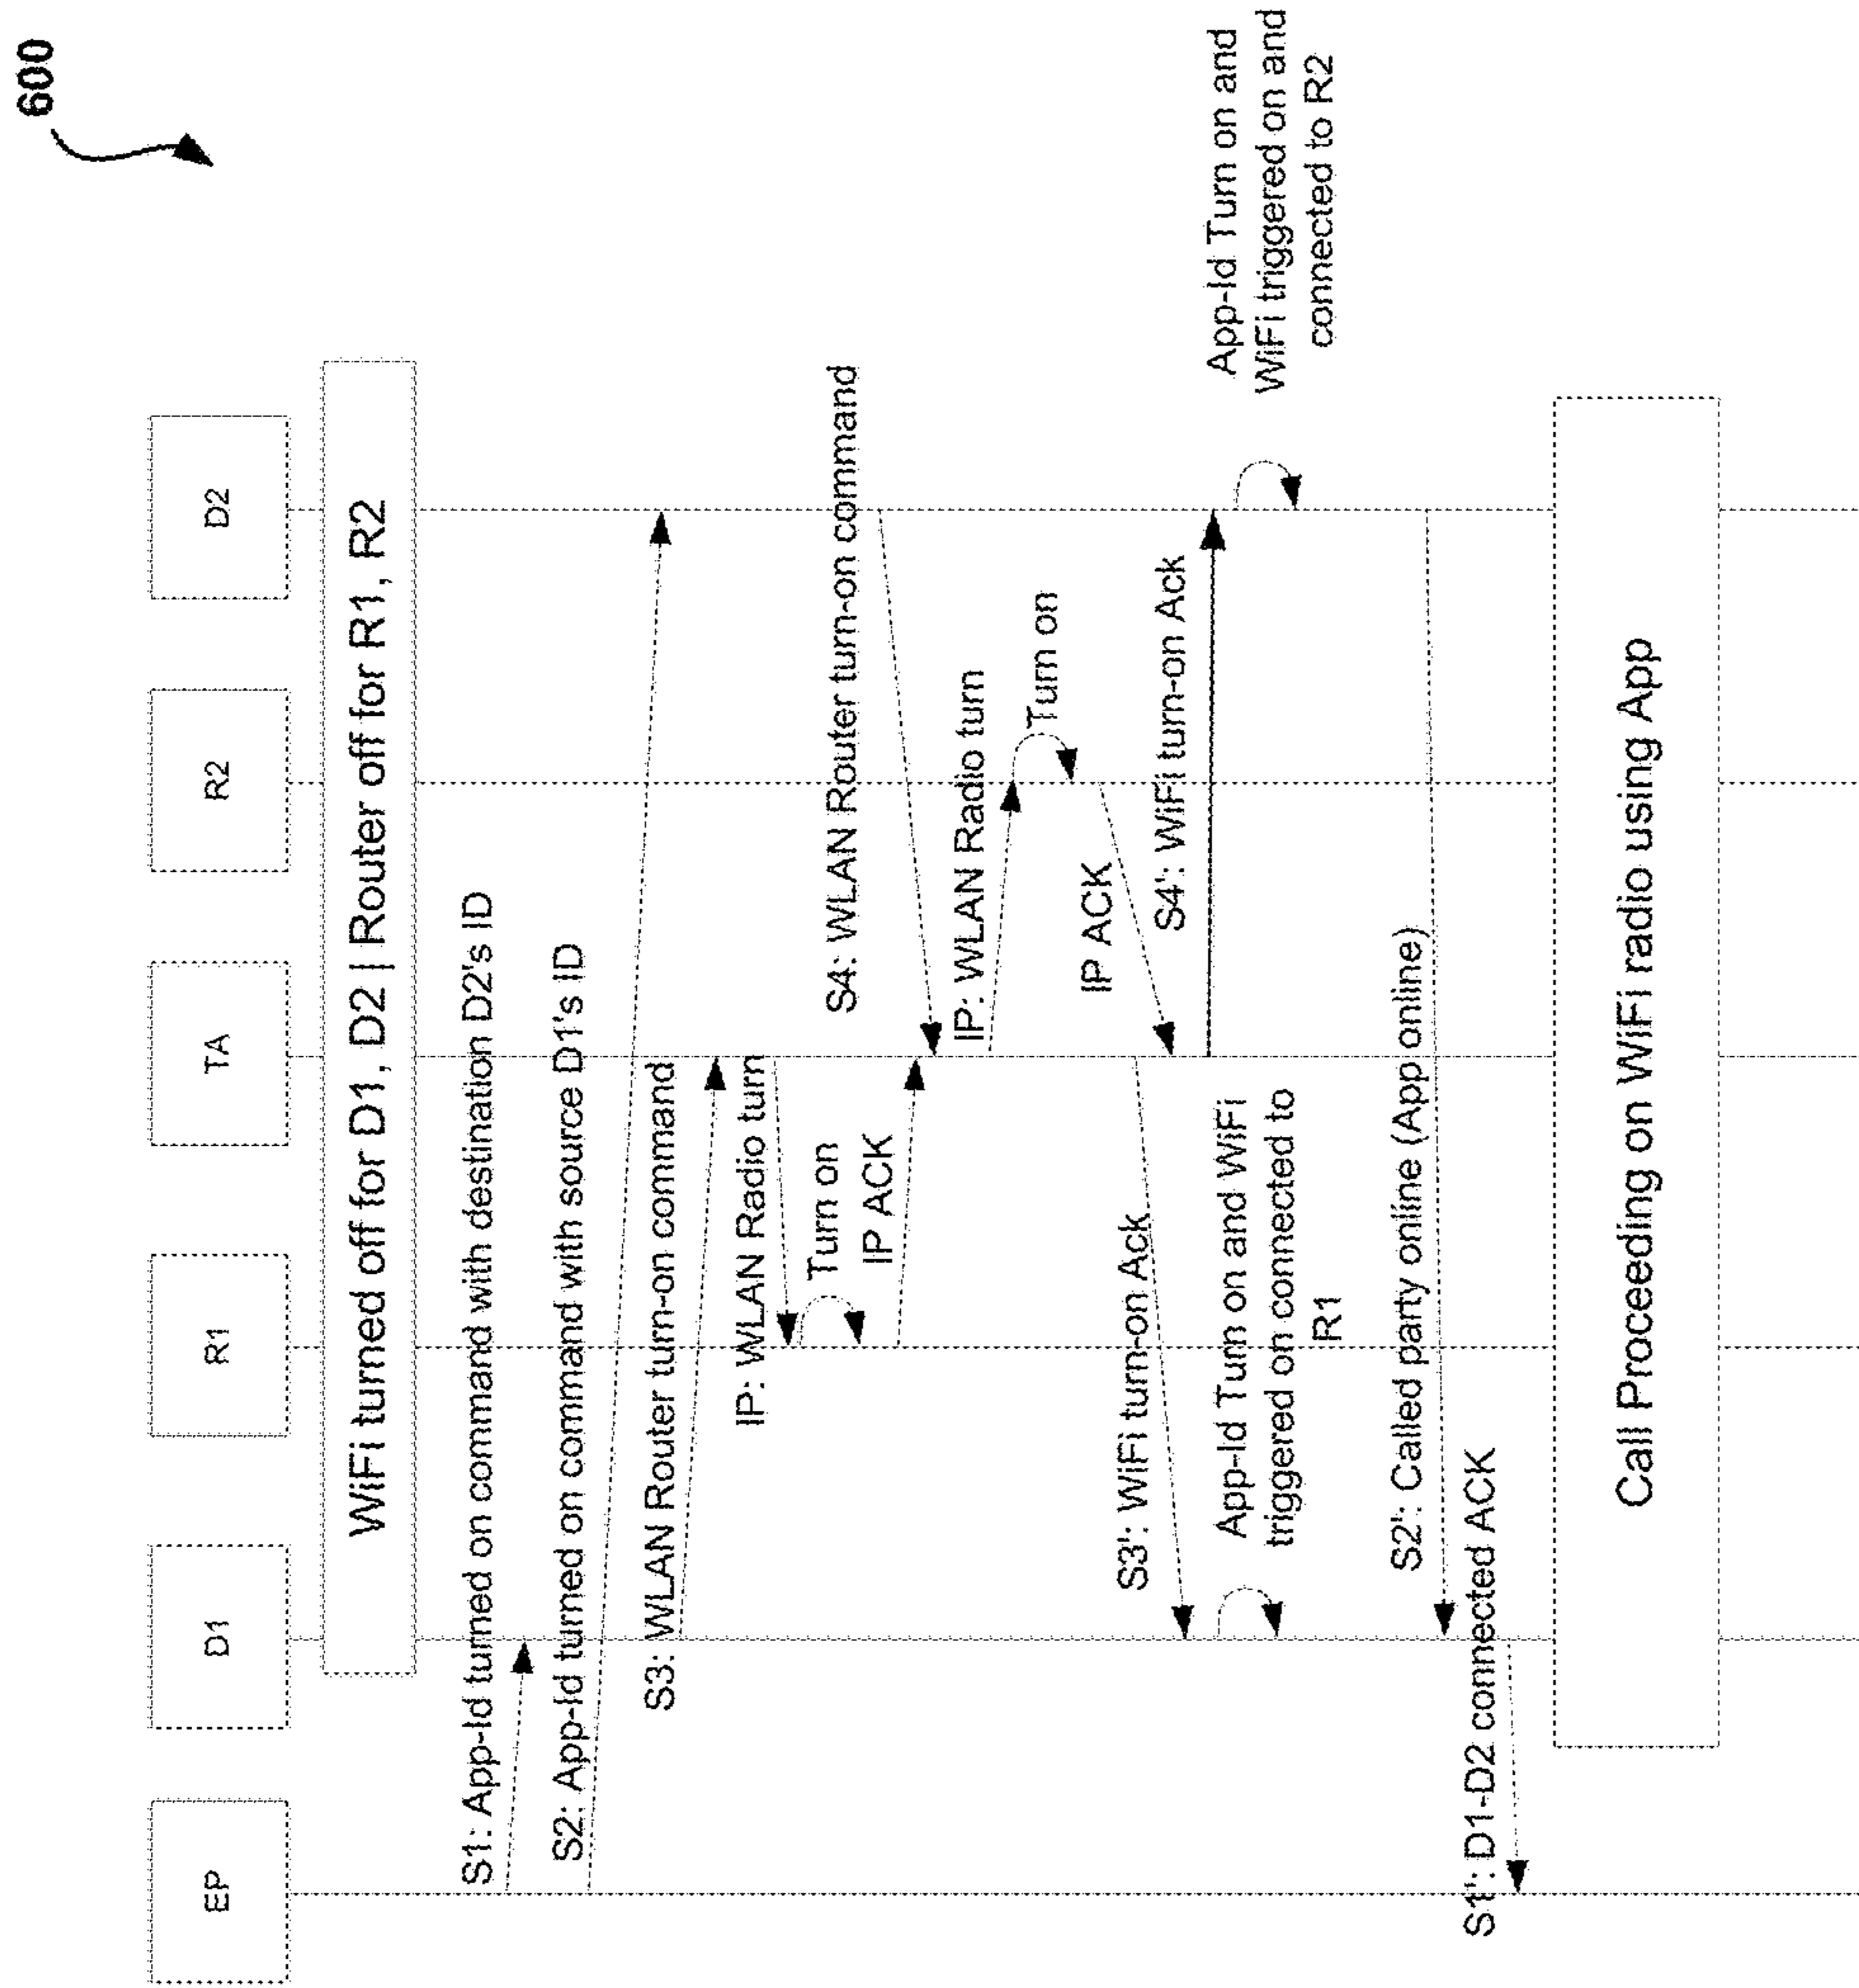 600
EP
D1
R1
TA
R2
D2
WiFi turned off for D1, D2 | Router off for R1, R2
S1: App-Id turned on command with destination D2's ID
S2: App-Id turned on command with source D1's ID
S3: WLAN Router turn-on command
IP: WLAN Radio turn
Turn on
IP ACK
S4: WLAN Router turn-on command
IP: WLAN Radio turn
Turn on
IP ACK
S3': WiFi turn-on Ack
S4': WiFi turn-on Ack
App-Id Turn on and WiFi
triggered on connected to
R1
App-Id Turn on and
WiFi triggered on and
connected to R2
S2': Called party online (App online)
S1': D1-D2 connected ACK
Call Proceeding on WiFi radio using App